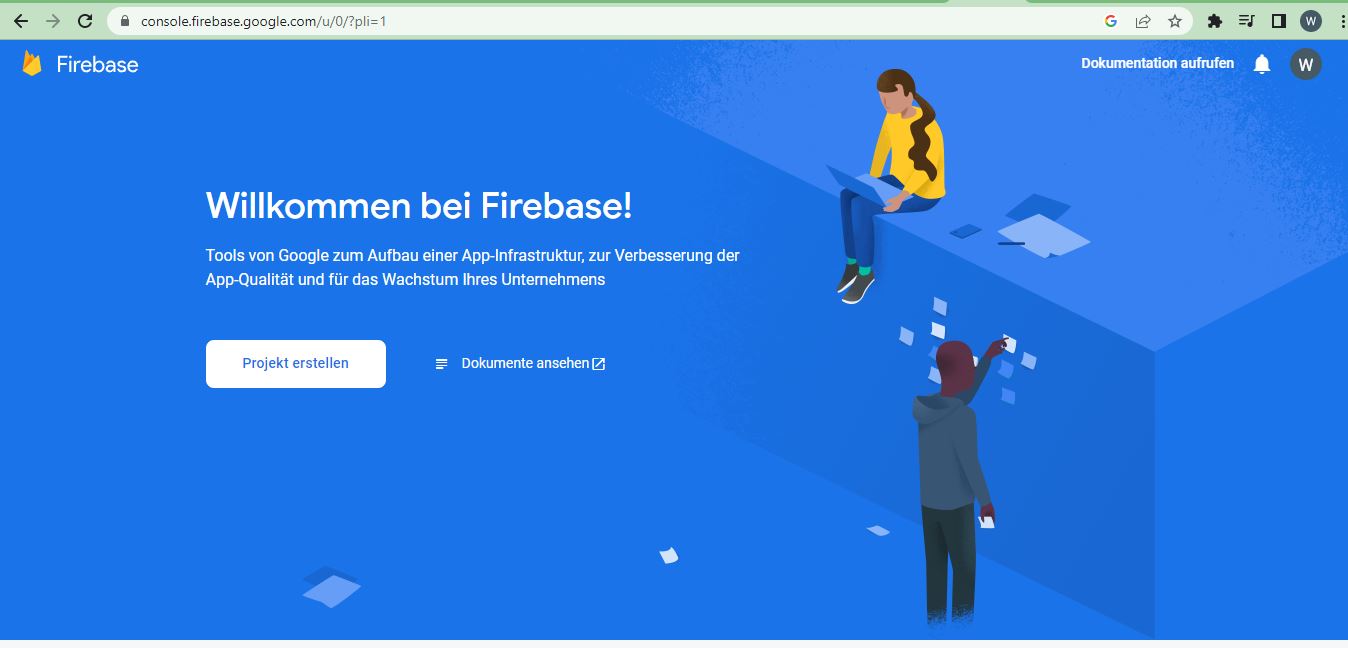 console.firebase.google.com/u/0/?pli=1
G
W
Firebase
Dokumentation aufrufen
W
Willkommen bei Firebase!
Tools von Google zum Aufbau einer App-Infrastruktur, zur Verbesserung der
App-Qualität und für das Wachstum Ihres Unternehmens
Projekt erstellen
Dokumente ansehen